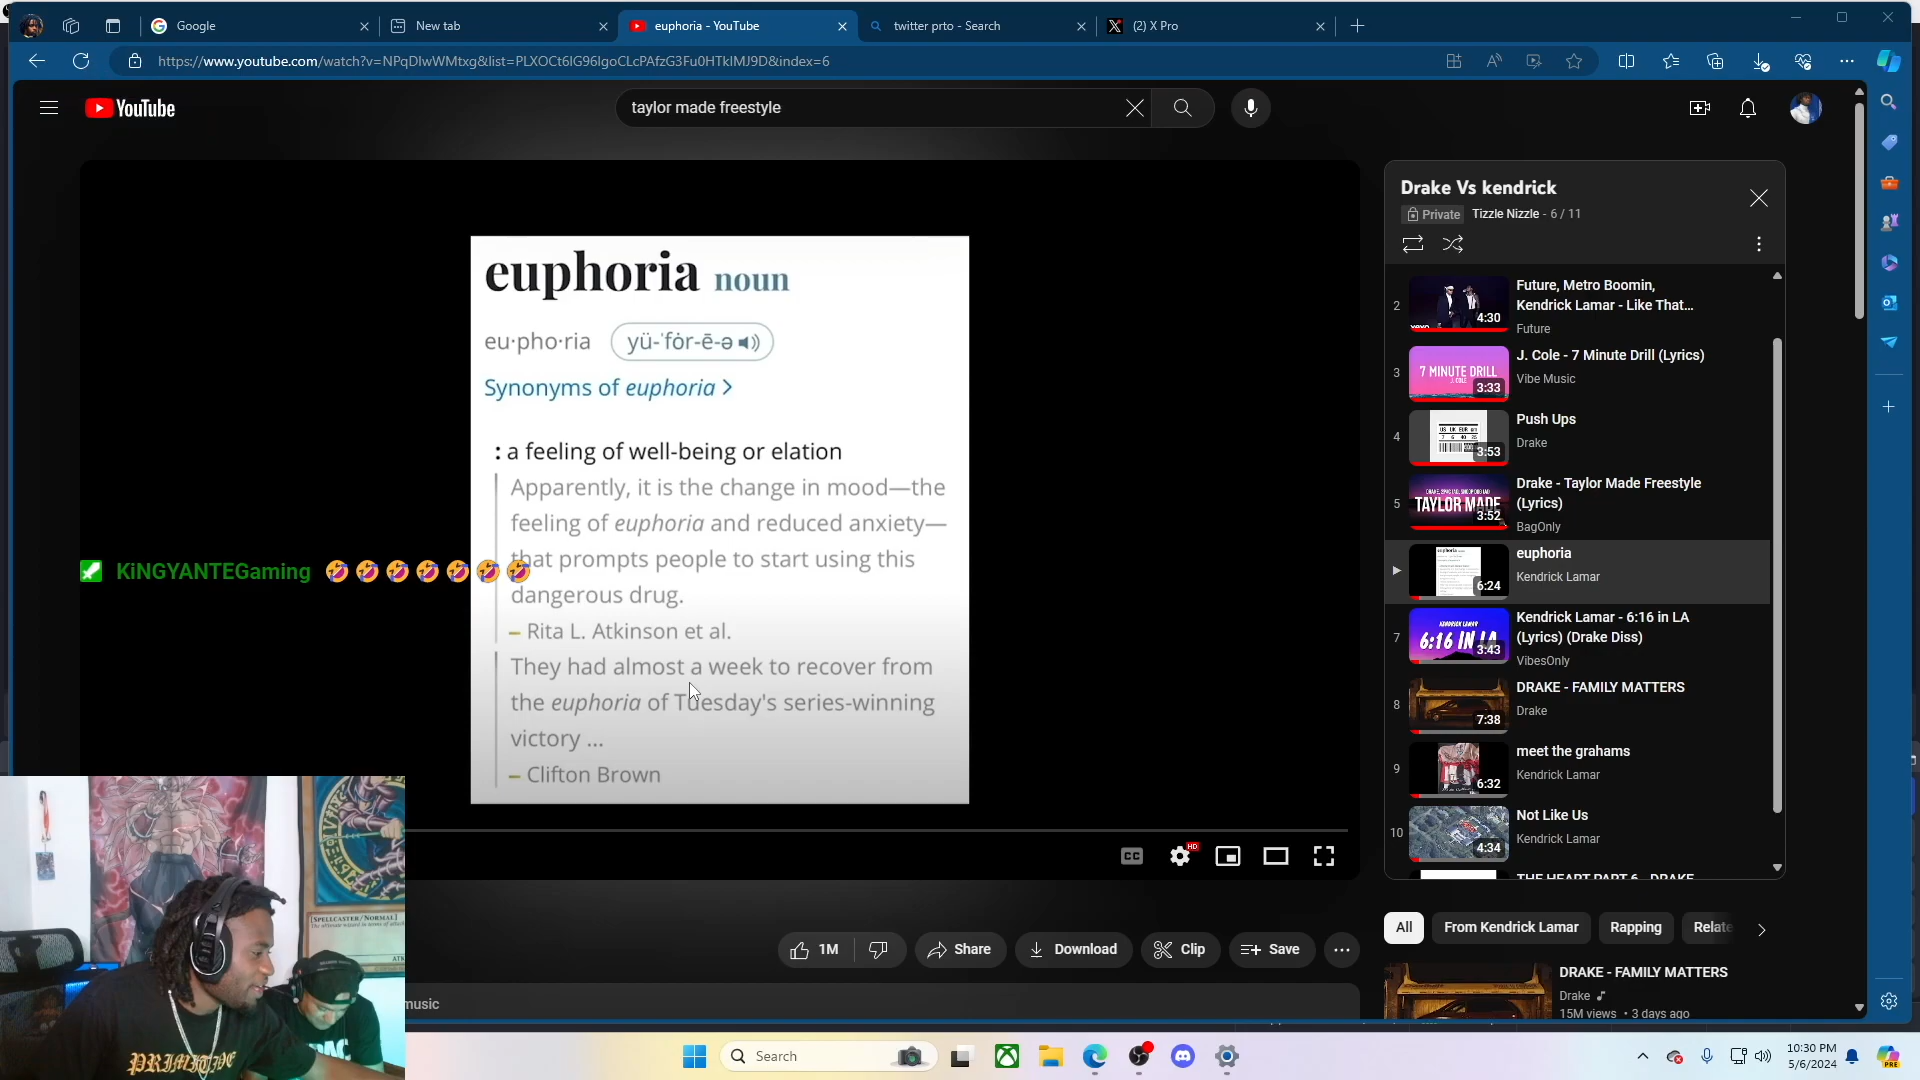 Google
New tab
euphoria - YouTube
twitter prto - Search
(2) X Pro
https://www.youtube.com/watch?v=NPqDIwWMtxg&list=PLXOCt6lG96IgoCLcPAfzG3Fu0HTklMJ9D&index=6
YouTube
taylor made freestyle
euphoria noun
eu·pho·ria yü-ˈfȯr-ē-ə
Synonyms of euphoria >
: a feeling of well-being or elation
Apparently, it is the change in mood—the
feeling of euphoria and reduced anxiety—
that prompts people to start using this
dangerous drug.
– Rita L. Atkinson et al.
They had almost a week to recover from
the euphoria of Tuesday's series-winning
victory ...
– Clifton Brown
KiNGYANTEGaming 🤣🤣🤣🤣🤣🤣🤣
CC
HD
1M
Share
Download
Clip
Save
music
Drake Vs kendrick
Private Tizzle Nizzle - 6 / 11
2
4:30
Future, Metro Boomin,
Kendrick Lamar - Like That...
Future
3
7 MINUTE DRILL
J. COLE
3:33
J. Cole - 7 Minute Drill (Lyrics)
Vibe Music
4
3:53
Push Ups
Drake
5
TAYLOR MADE
3:52
Drake - Taylor Made Freestyle
(Lyrics)
BagOnly
6:24
euphoria
Kendrick Lamar
7
KENDRICK LAMAR
6:16 IN LA
3:43
Kendrick Lamar - 6:16 in LA
(Lyrics) (Drake Diss)
VibesOnly
8
7:38
DRAKE - FAMILY MATTERS
Drake
9
6:32
meet the grahams
Kendrick Lamar
10
4:34
Not Like Us
Kendrick Lamar
THE HEART PART 6 - DRAKE
All
From Kendrick Lamar
Rapping
Relate
DRAKE - FAMILY MATTERS
Drake
15M views • 3 days ago
[SPELLCASTER/NORMAL]
PRIMITIVE
Search
PRE
10:30 PM
5/6/2024